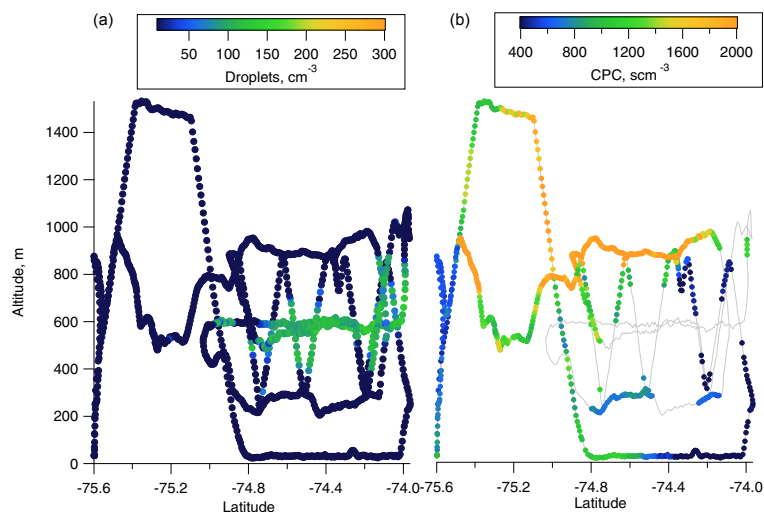 (a)
50 100 150 200 250 300
Droplets, cm-3
(b)
400 800 1200 1600 2000
CPC, scm-3
Altitude, m
1400
1200
1000
800
600
400
200
0
-75.6 -75.2 -74.8 -74.4 -74.0
Latitude
-75.6 -75.2 -74.8 -74.4 -74.0
Latitude